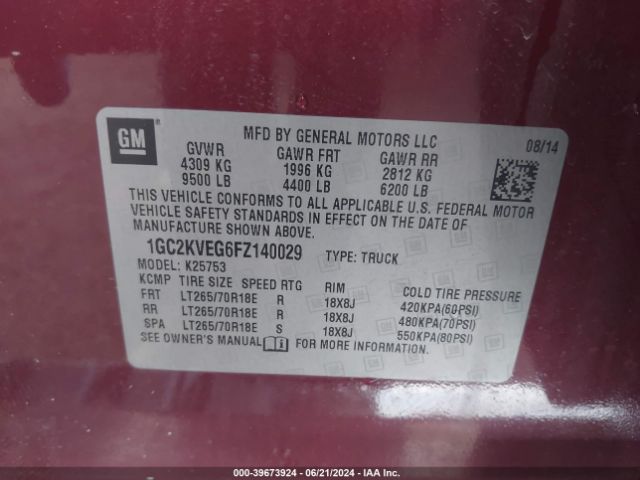 GM
MFD BY GENERAL MOTORS LLC
08/14
GVWR GAWR FRT GAWR RR
4309 KG 1996 KG 2812 KG
9500 LB 4400 LB 6200 LB
THIS VEHICLE CONFORMS TO ALL APPLICABLE U.S. FEDERAL MOTOR
VEHICLE SAFETY STANDARDS IN EFFECT ON THE DATE OF
MANUFACTURE SHOWN ABOVE.
1GC2KVEG6FZ140029 TYPE: TRUCK
MODEL: K25753
KCMP TIRE SIZE SPEED RTG RIM COLD TIRE PRESSURE
FRT LT265/70R18E R 18X8J 420KPA(60PSI)
RR LT265/70R18E R 18X8J 480KPA(70PSI)
SPA LT265/70R18E S 18X8J 550KPA(80PSI)
SEE OWNER'S MANUAL FOR MORE INFORMATION.
© COPYRIGHT - 39673924 - 06/21/2024 - IAA Inc.